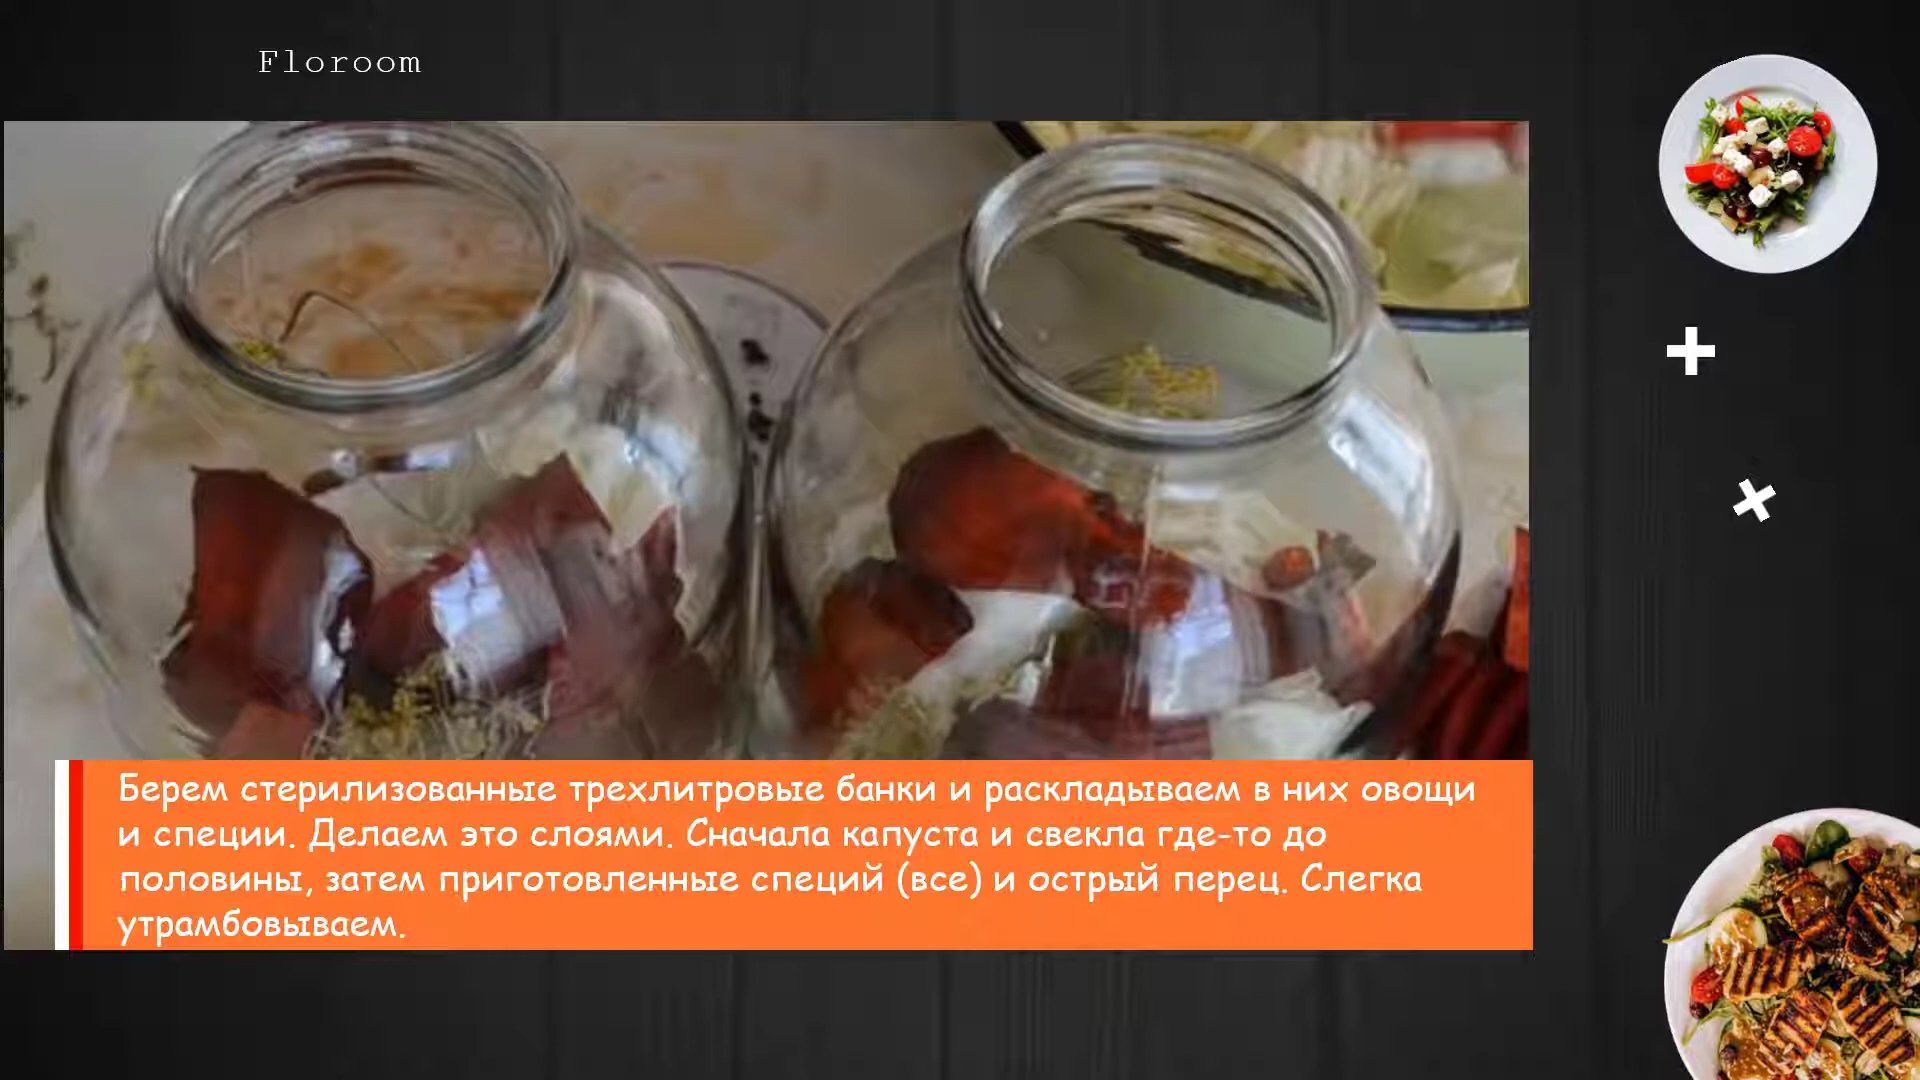 Floroom
Берем стерилизованные трехлитровые банки и раскладываем в них овощи
и специи. Делаем это слоями. Сначала капуста и свекла где-то до
половины, затем приготовленные специй (все) и острый перец. Слегка
утрамбовываем.